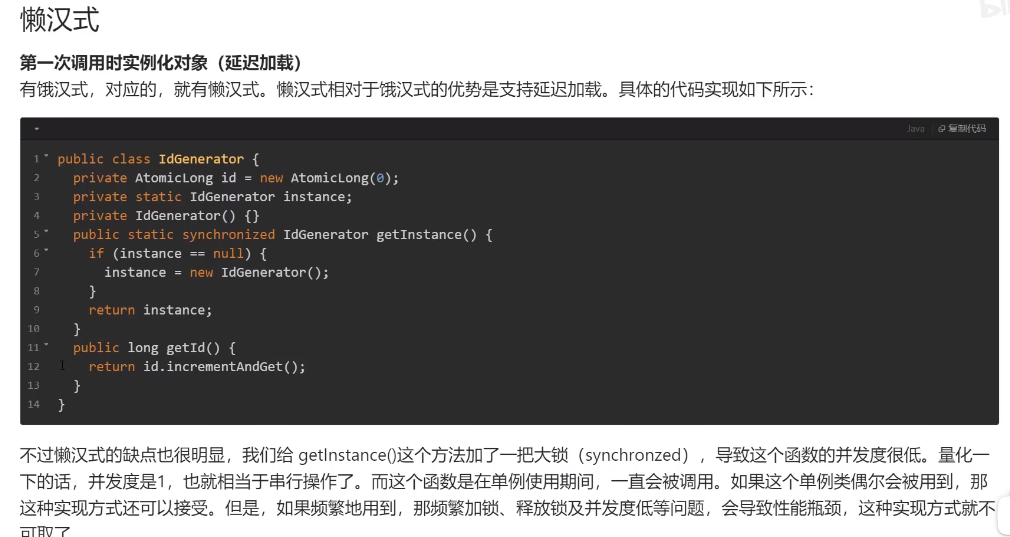 懒汉式
第一次调用时实例化对象（延迟加载）
有饿汉式，对应的，就有懒汉式。懒汉式相对于饿汉式的优势是支持延迟加载。具体的代码实现如下所示：
Java 复制代码
1 public class IdGenerator {
2 private AtomicLong id = new AtomicLong(0);
3 private static IdGenerator instance;
4 private IdGenerator() {}
5 public static synchronized IdGenerator getInstance() {
6 if (instance == null) {
7 instance = new IdGenerator();
8 }
9 return instance;
10 }
11 public long getId() {
12 return id.incrementAndGet();
13 }
14 }
不过懒汉式的缺点也很明显，我们给 getInstance()这个方法加了一把大锁（synchronzed），导致这个函数的并发度很低。量化一
下的话，并发度是1，也就相当于串行操作了。而这个函数是在单例使用期间，一直会被调用。如果这个单例类偶尔会被用到，那
这种实现方式还可以接受。但是，如果频繁地用到，那频繁加锁、释放锁及并发度低等问题，会导致性能瓶颈，这种实现方式就不
可取了